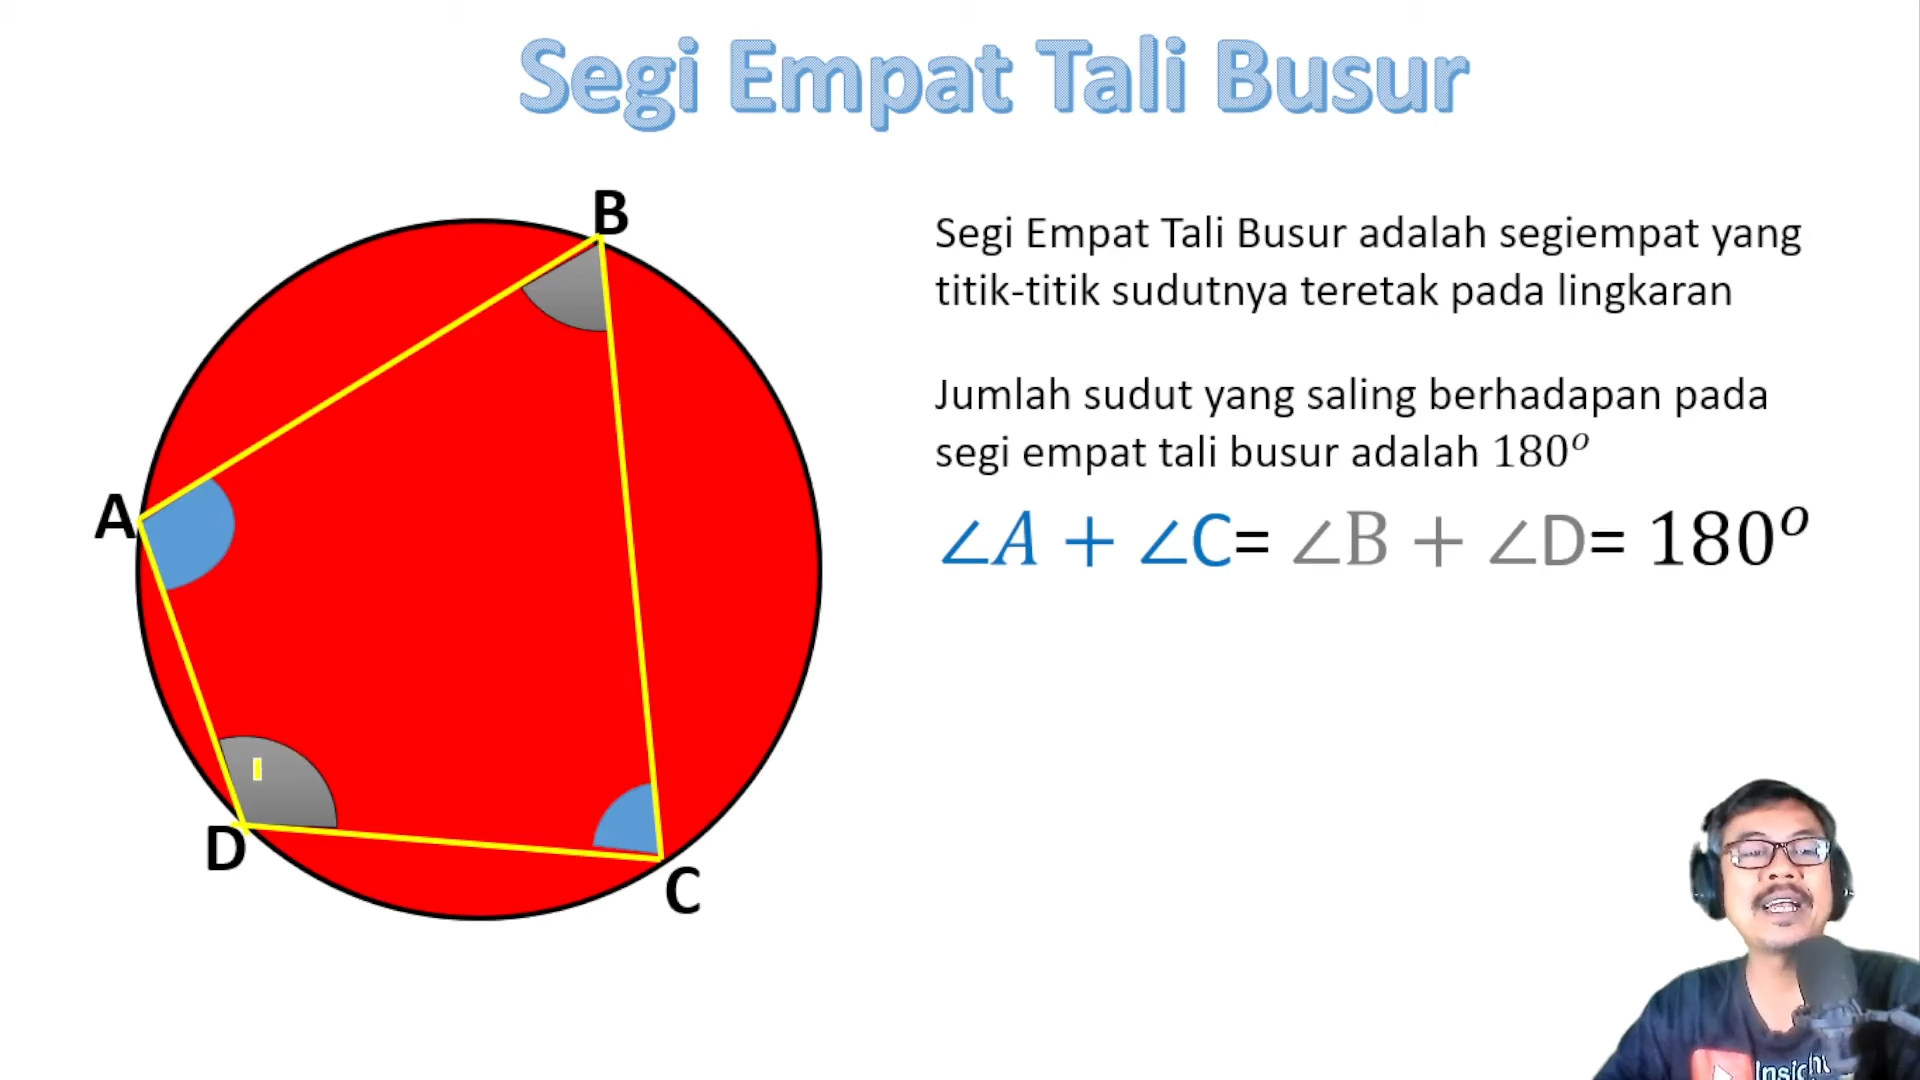 Segi Empat Tali Busur
B
Segi Empat Tali Busur adalah segiempat yang
titik-titik sudutnya teretak pada lingkaran
Jumlah sudut yang saling berhadapan pada
segi empat tali busur adalah 180°
A
∠A + ∠C= ∠B + ∠D= 180°
D
C
Insight